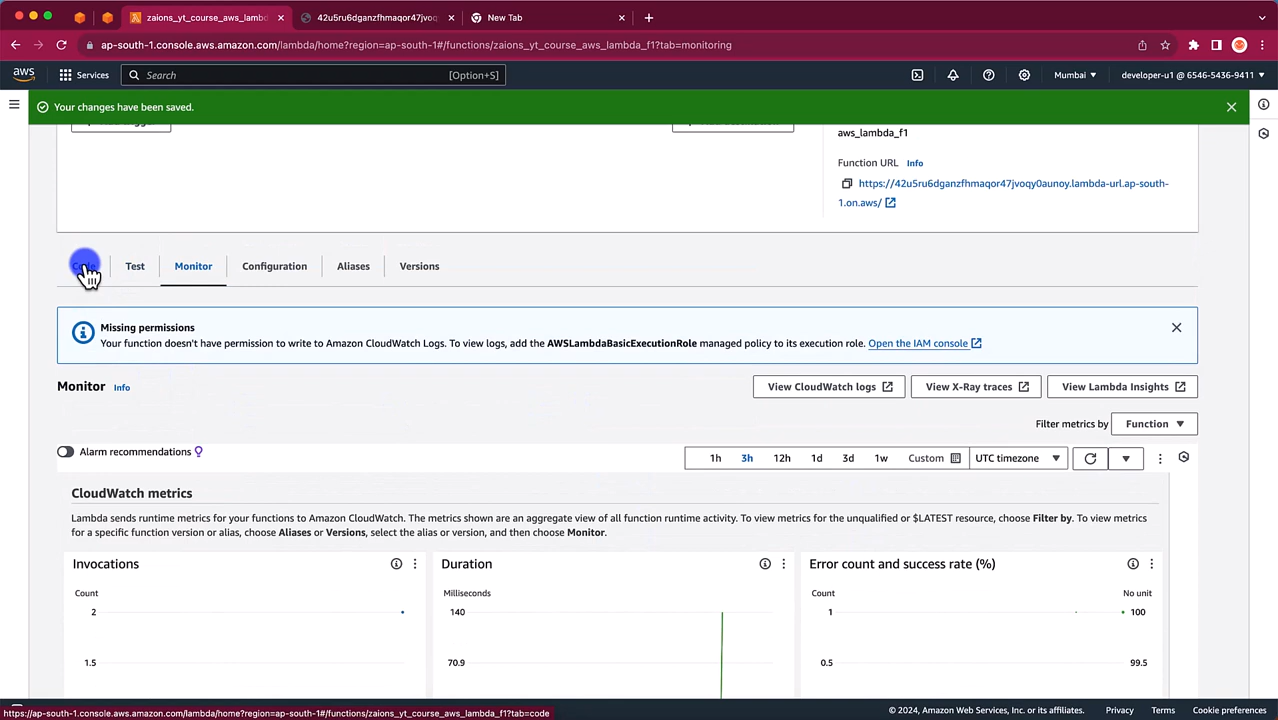 zaions_yt_course_aws_lambd
42u5ru6dganzfhmaqor47jvoq
New Tab
ap-south-1.console.aws.amazon.com/lambda/home?region=ap-south-1#/functions/zaions_yt_course_aws_lambda_f1?tab=monitoring
aws
Services
Search
[Option+S]
Mumbai
developer-u1 @ 6546-5436-9411
Your changes have been saved.
aws_lambda_f1
Function URL Info
https://42u5ru6dganzfhmaqor47jvoqy0aunoy.lambda-url.ap-south-
1.on.aws/
Code Test Monitor Configuration Aliases Versions
Missing permissions
Your function doesn't have permission to write to Amazon CloudWatch Logs. To view logs, add the AWSLambdaBasicExecutionRole managed policy to its execution role. Open the IAM console
Monitor Info
View CloudWatch logs
View X-Ray traces
View Lambda Insights
Filter metrics by
Function
Alarm recommendations
1h 3h 12h 1d 3d 1w Custom UTC timezone
CloudWatch metrics
Lambda sends runtime metrics for your functions to Amazon CloudWatch. The metrics shown are an aggregate view of all function runtime activity. To view metrics for the unqualified or $LATEST resource, choose Filter by. To view metrics
for a specific function version or alias, choose Aliases or Versions, select the alias or version, and then choose Monitor.
Invocations
Count
2
1.5
Duration
Milliseconds
140
70.9
Error count and success rate (%)
Count No unit
1 100
0.5 99.5
https://ap-south-1.console.aws.amazon.com/lambda/home?region=ap-south-1#/functions/zaions_yt_course_aws_lambda_f1?tab=code
© 2024, Amazon Web Services, Inc. or its affiliates.
Privacy Terms Cookie preferences